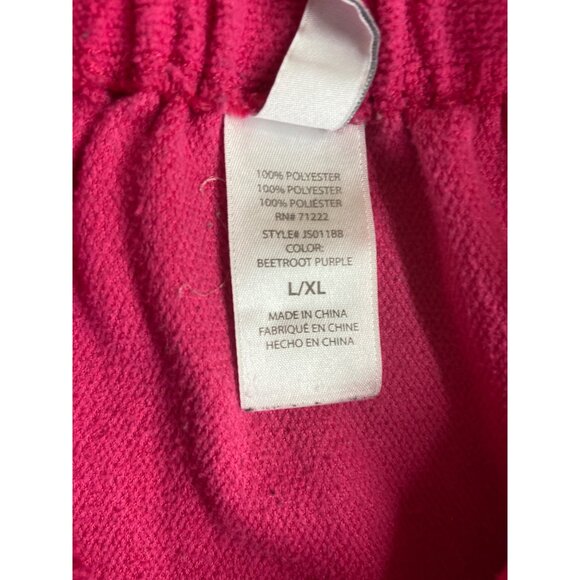 100% POLYESTER
100% POLYESTER
100% POLIÉSTER
RN# 71222
STYLE# JS011BB
COLOR:
BEETROOT PURPLE
L/XL
MADE IN CHINA
FABRIQUÉ EN CHINE
HECHO EN CHINA